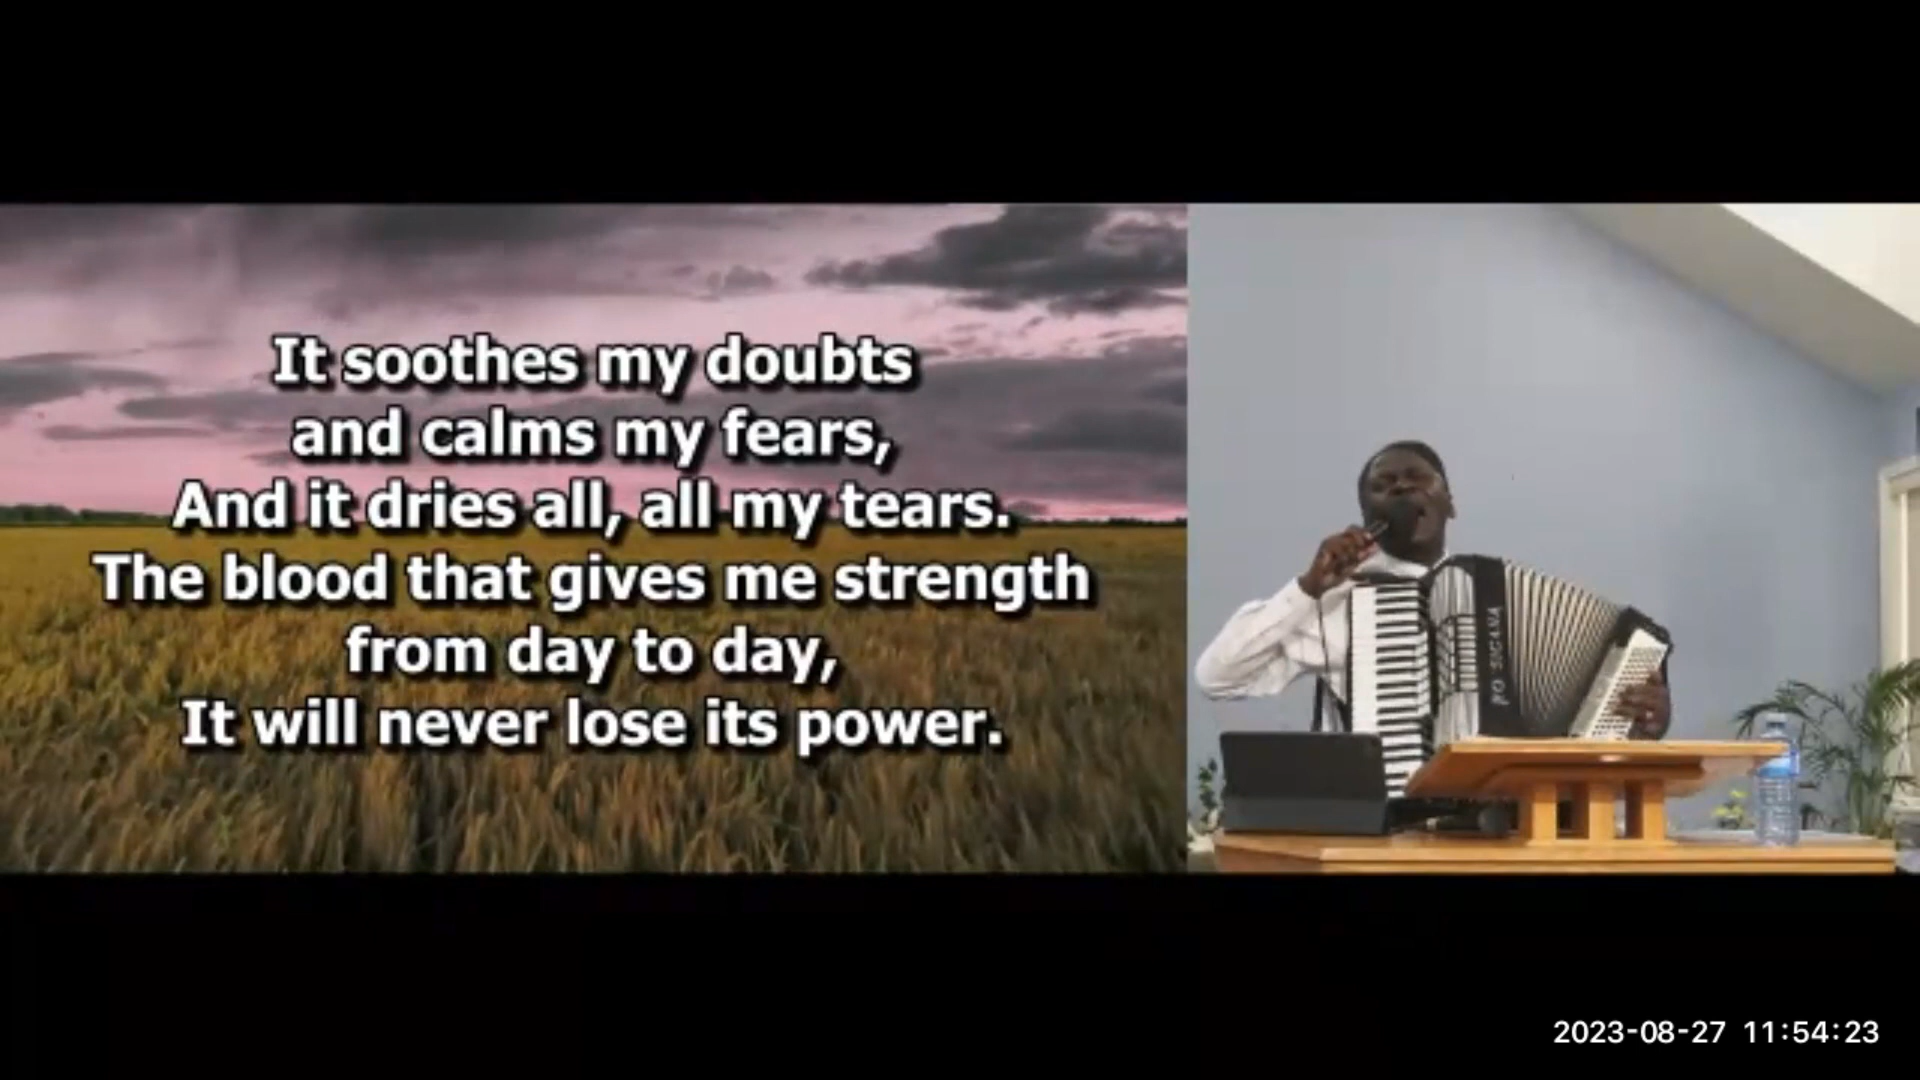 It soothes my doubts
and calms my fears,
And it dries all, all my tears.
The blood that gives me strength
from day to day,
It will never lose its power.
2023-08-27 11:54:23